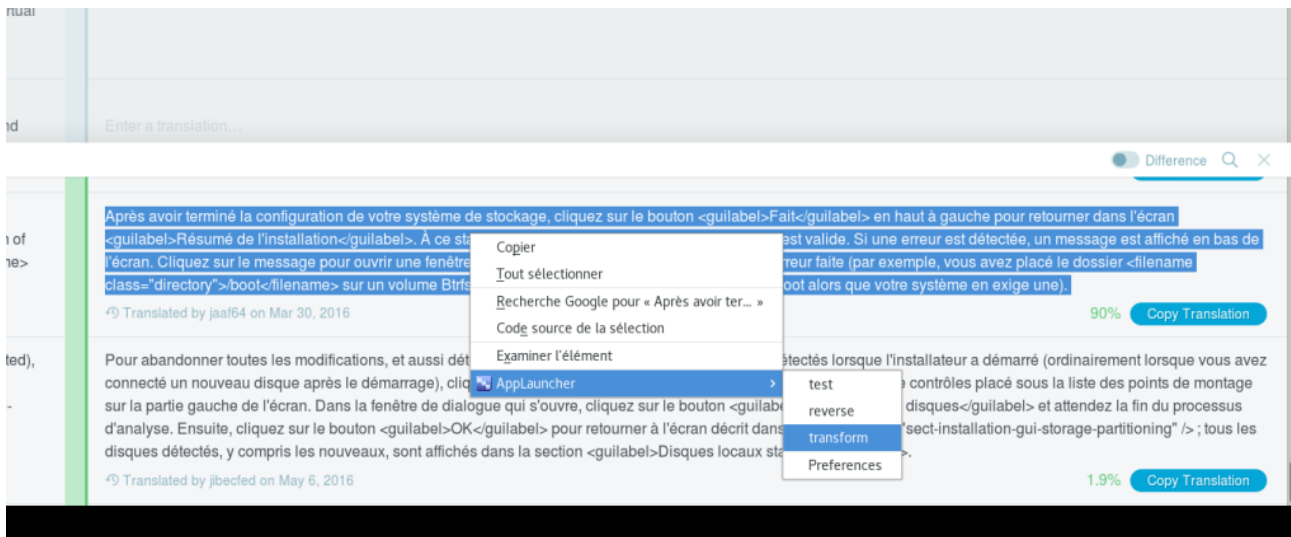 rtual
nd
Enter a translation...
Difference
Après avoir terminé la configuration de votre système de stockage, cliquez sur le bouton <guilabel>Fait</guilabel> en haut à gauche pour retourner dans l'écran
n of
<guilabel>Résumé de l'installation</guilabel>. À ce sta
est valide. Si une erreur est détectée, un message est affiché en bas de
l'écran. Cliquez sur le message pour ouvrir une fenêtre
rreur faite (par exemple, vous avez placé le dossier <filename
class="directory">/boot</filename> sur un volume Btrfs
oot alors que votre système en exige une).
Translated by jaaf64 on Mar 30, 2016
90%
Copy Translation
Copier
Tout sélectionner
Recherche Google pour « Après avoir ter... »
Code source de la sélection
Examiner l'élément
AppLauncher
test
reverse
transform
Preferences
ted),
Pour abandonner toutes les modifications, et aussi dét
étectés lorsque l'installateur a démarré (ordinairement lorsque vous avez
connecté un nouveau disque après le démarrage), cliq
contrôles placé sous la liste des points de montage
sur la partie gauche de l'écran. Dans la fenêtre de dialogue qui s'ouvre, cliquez sur le bouton <guilabe
disques</guilabel> et attendez la fin du processus
d'analyse. Ensuite, cliquez sur le bouton <guilabel>OK</guilabel> pour retourner à l'écran décrit dans
"sect-installation-gui-storage-partitioning" /> ; tous les
disques détectés, y compris les nouveaux, sont affichés dans la section <guilabel>Disques locaux sta
Translated by jibecfed on May 6, 2016
1.9%
Copy Translation